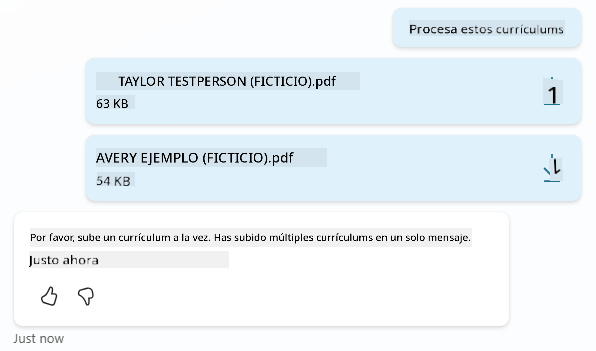 Procesa estos currículums
TAYLOR TESTPERSON (FICTICIO).pdf
63 KB
1
AVERY EJEMPLO (FICTICIO).pdf
54 KB
Por favor, sube un currículum a la vez. Has subido múltiples currículums en un solo mensaje.
Justo ahora
Just now